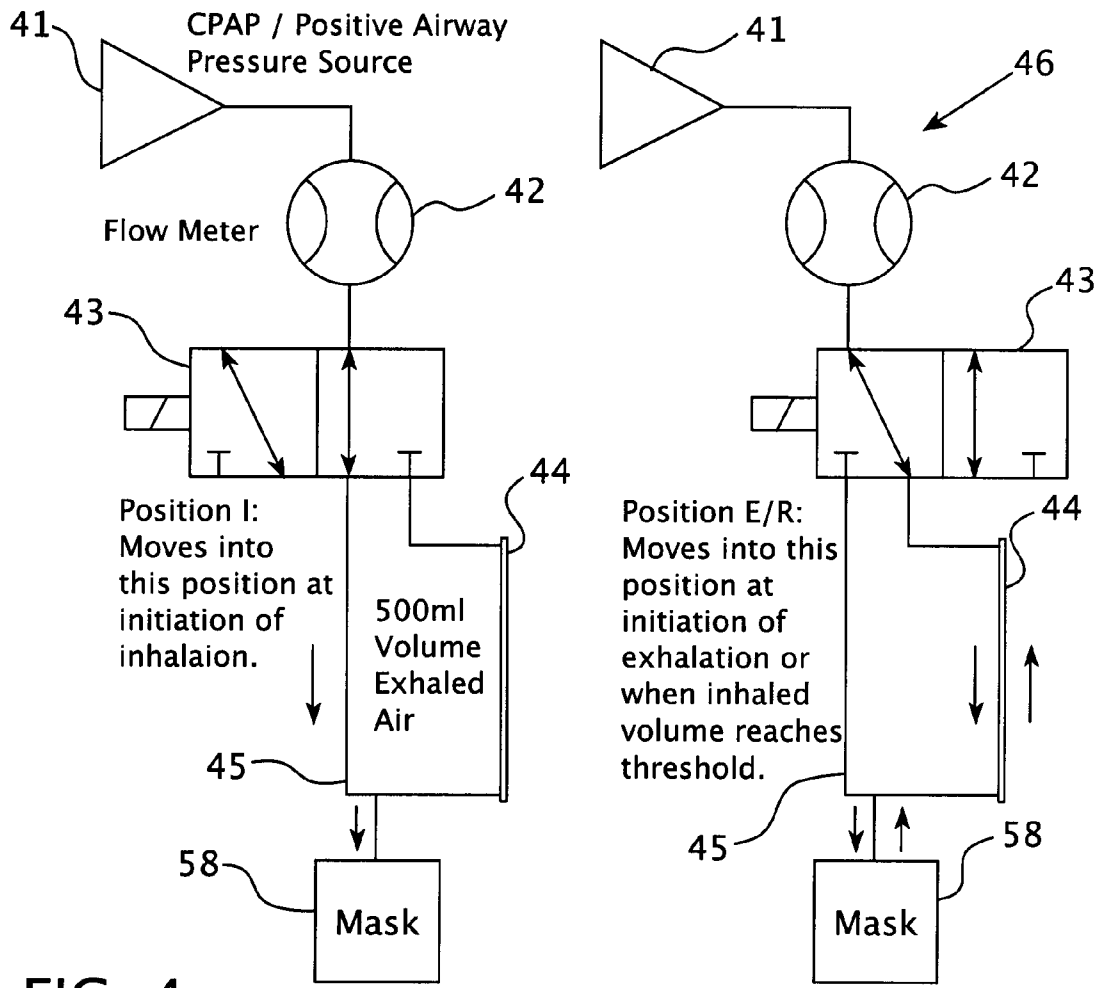 41
CPAP / Positive Airway
Pressure Source
42
Flow Meter
43
Position I:
Moves into
this position at
initiation of
inhalaion.
44
500ml
Volume
Exhaled
Air
45
58
Mask
41
46
42
43
Position E/R:
Moves into this
position at
initiation of
exhalation or
when inhaled
volume reaches
threshold.
44
45
58
Mask
FIG. 4